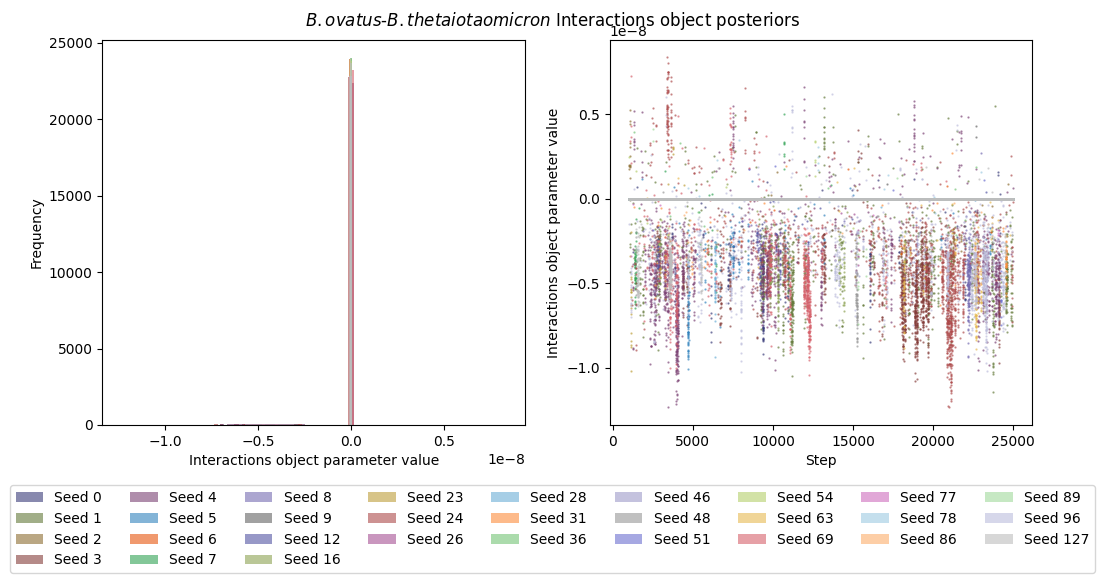 B.ovatus-B.thetaiotaomicron Interactions object posteriors
25000
20000
15000
10000
5000
0
Frequency
−1.0
−0.5
0.0
0.5
1e−8
Interactions object parameter value
1e−8
0.5
0.0
−0.5
−1.0
Interactions object parameter value
0
5000
10000
15000
20000
25000
Step
Seed 0 Seed 4 Seed 8 Seed 23 Seed 28 Seed 46 Seed 54 Seed 77 Seed 89
Seed 1 Seed 5 Seed 9 Seed 24 Seed 31 Seed 48 Seed 63 Seed 78 Seed 96
Seed 2 Seed 6 Seed 12 Seed 26 Seed 36 Seed 51 Seed 69 Seed 86 Seed 127
Seed 3 Seed 7 Seed 16